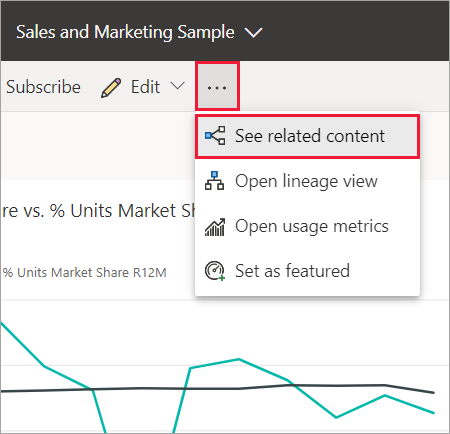 Sales and Marketing Sample
Subscribe Edit ...
See related content
Open lineage view
re vs. % Units Market Sh
Open usage metrics
% Units Market Share R12M
Set as featured